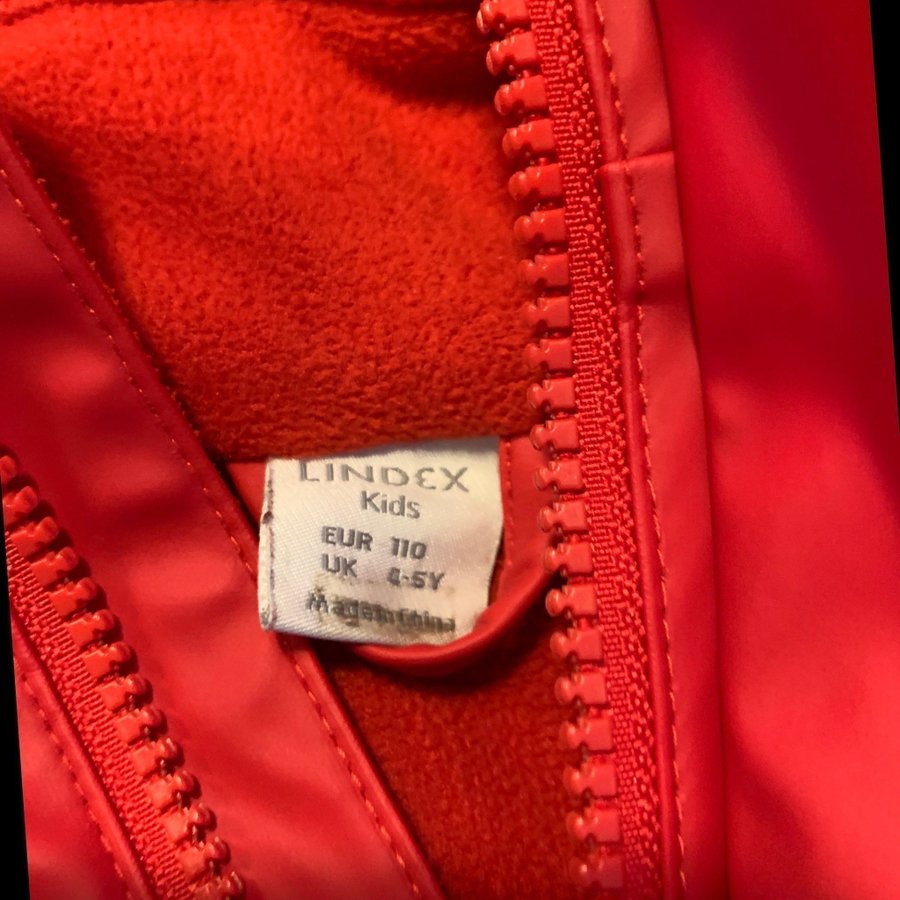 LINDEX
Kids
EUR 110
UK 4-5Y
Made in China